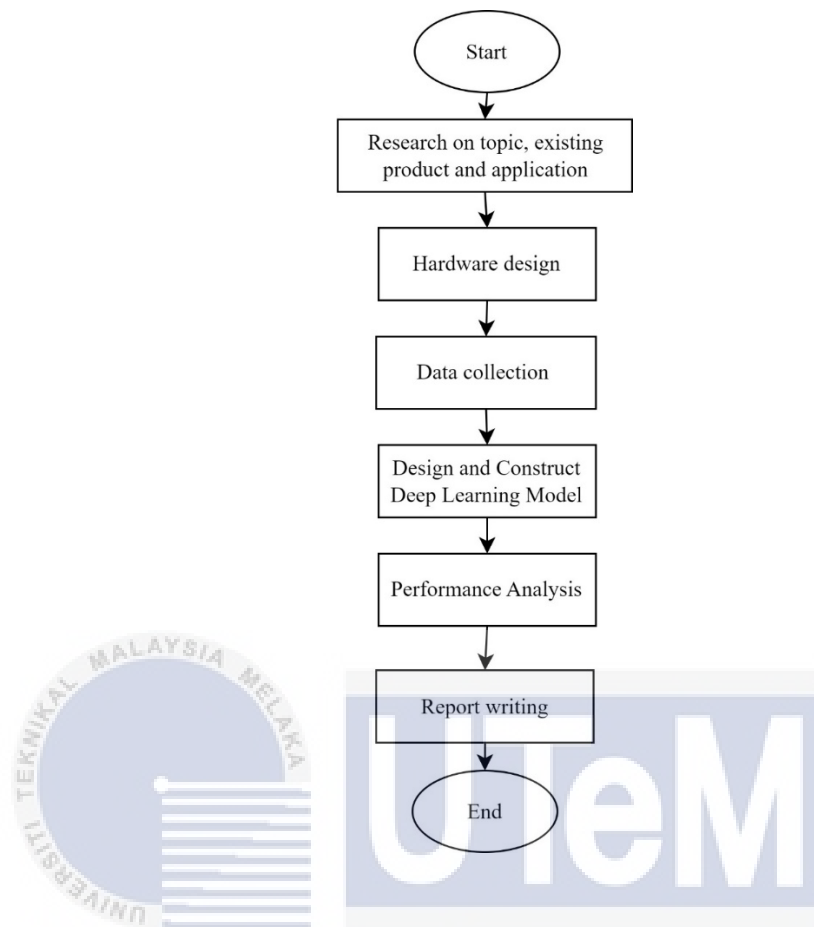 Start
Research on topic, existing
product and application
Hardware design
Data collection
Design and Construct
Deep Learning Model
Performance Analysis
Report writing
End
UNIVERSITI TEKNIKAL MALAYSIA MELAKA
UTeM